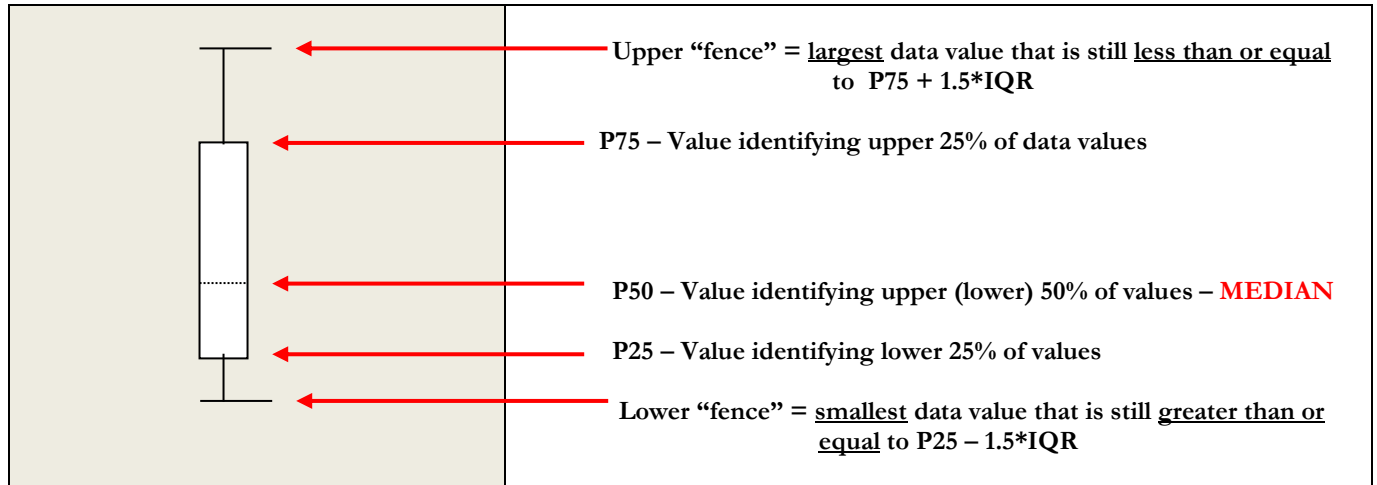 Upper “fence” = largest data value that is still less than or equal
to P75 + 1.5*IQR
P75 – Value identifying upper 25% of data values
P50 – Value identifying upper (lower) 50% of values – MEDIAN
P25 – Value identifying lower 25% of values
Lower “fence” = smallest data value that is still greater than or
equal to P25 – 1.5*IQR